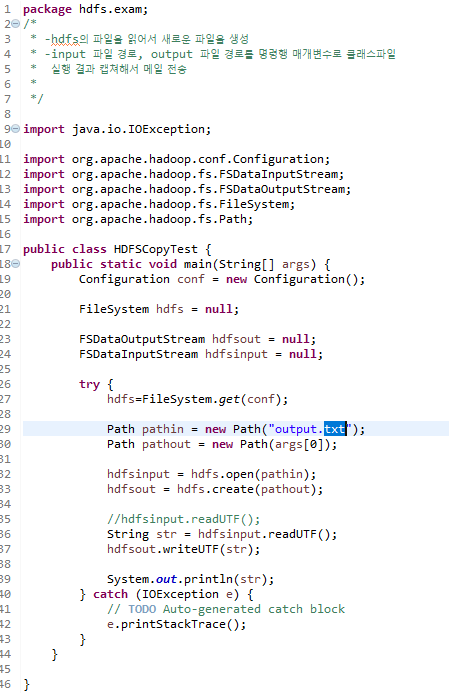 1 package hdfs.exam;
2 /*
3  * -hdfs의 파일을 읽어서 새로운 파일을 생성
4  * -input 파일 경로, output 파일 경로를 명령행 매개변수로 클래스파일
5  *  실행 결과 캡쳐해서 메일 전송
6  *
7  */
8
9 import java.io.IOException;
10
11 import org.apache.hadoop.conf.Configuration;
12 import org.apache.hadoop.fs.FSDataInputStream;
13 import org.apache.hadoop.fs.FSDataOutputStream;
14 import org.apache.hadoop.fs.FileSystem;
15 import org.apache.hadoop.fs.Path;
16
17 public class HDFSCopyTest {
18     public static void main(String[] args) {
19         Configuration conf = new Configuration();
20
21         FileSystem hdfs = null;
22
23         FSDataOutputStream hdfsout = null;
24         FSDataInputStream hdfsinput = null;
25
26         try {
27             hdfs=FileSystem.get(conf);
28
29             Path pathin = new Path("output.txt");
30             Path pathout = new Path(args[0]);
31
32             hdfsinput = hdfs.open(pathin);
33             hdfsout = hdfs.create(pathout);
34
35             //hdfsinput.readUTF();
36             String str = hdfsinput.readUTF();
37             hdfsout.writeUTF(str);
38
39             System.out.println(str);
40         } catch (IOException e) {
41             // TODO Auto-generated catch block
42             e.printStackTrace();
43         }
44     }
45
46 }